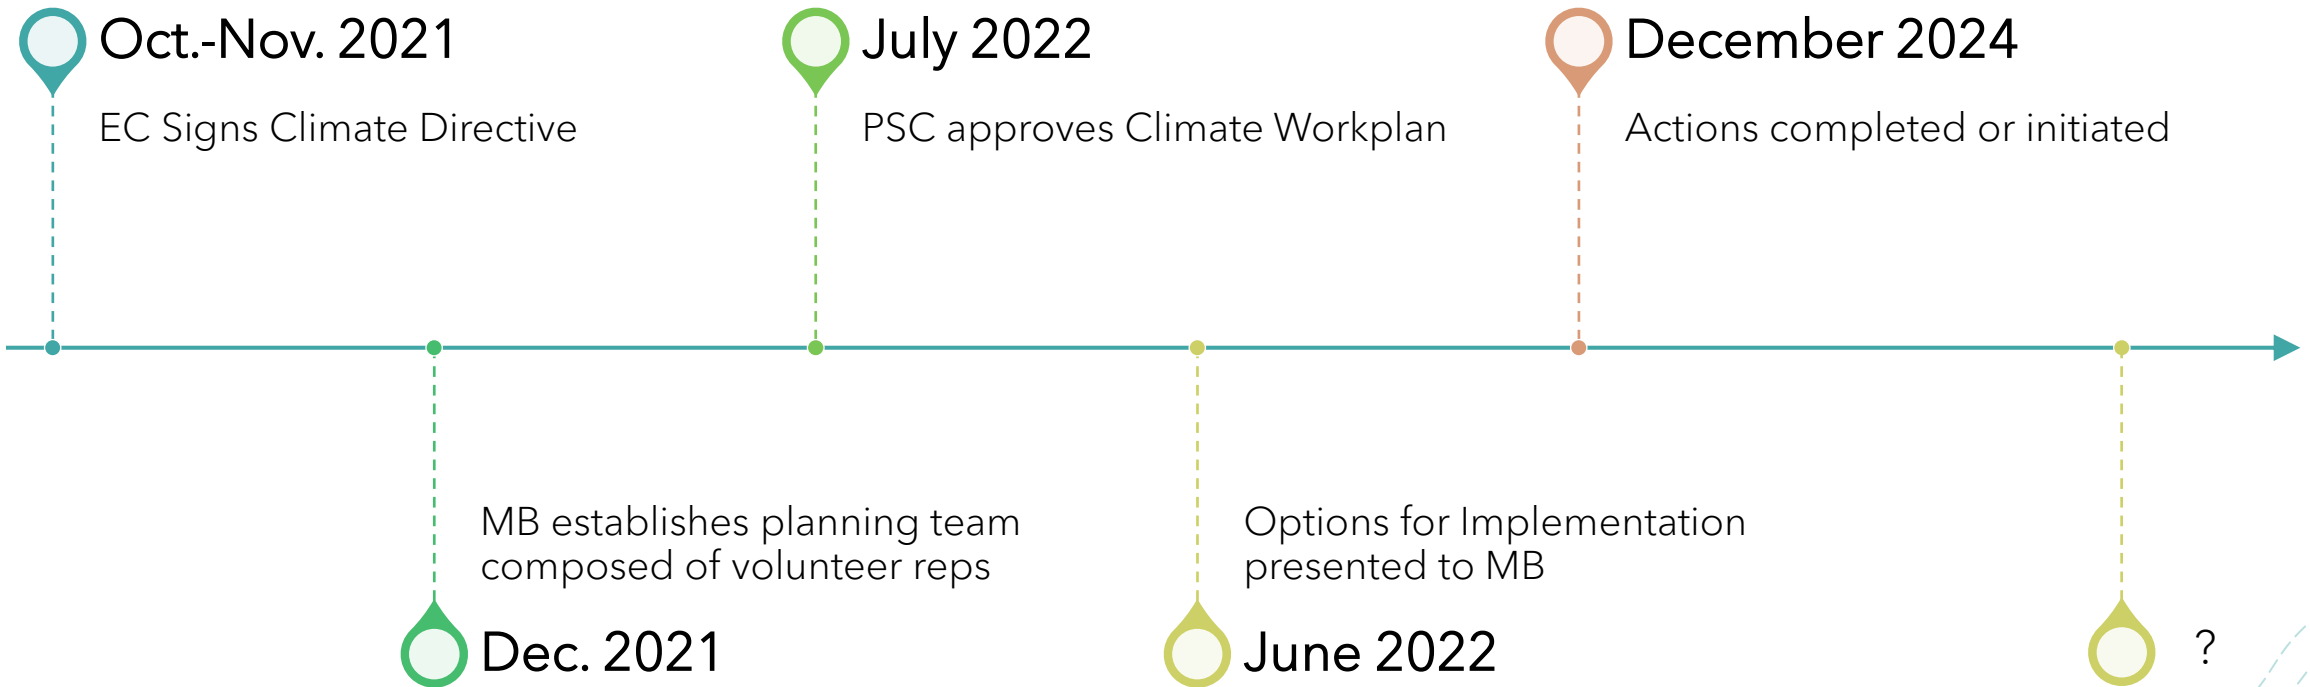 Oct.-Nov. 2021
EC Signs Climate Directive
July 2022
PSC approves Climate Workplan
December 2024
Actions completed or initiated
MB establishes planning team
composed of volunteer reps
Dec. 2021
Options for Implementation
presented to MB
June 2022
?